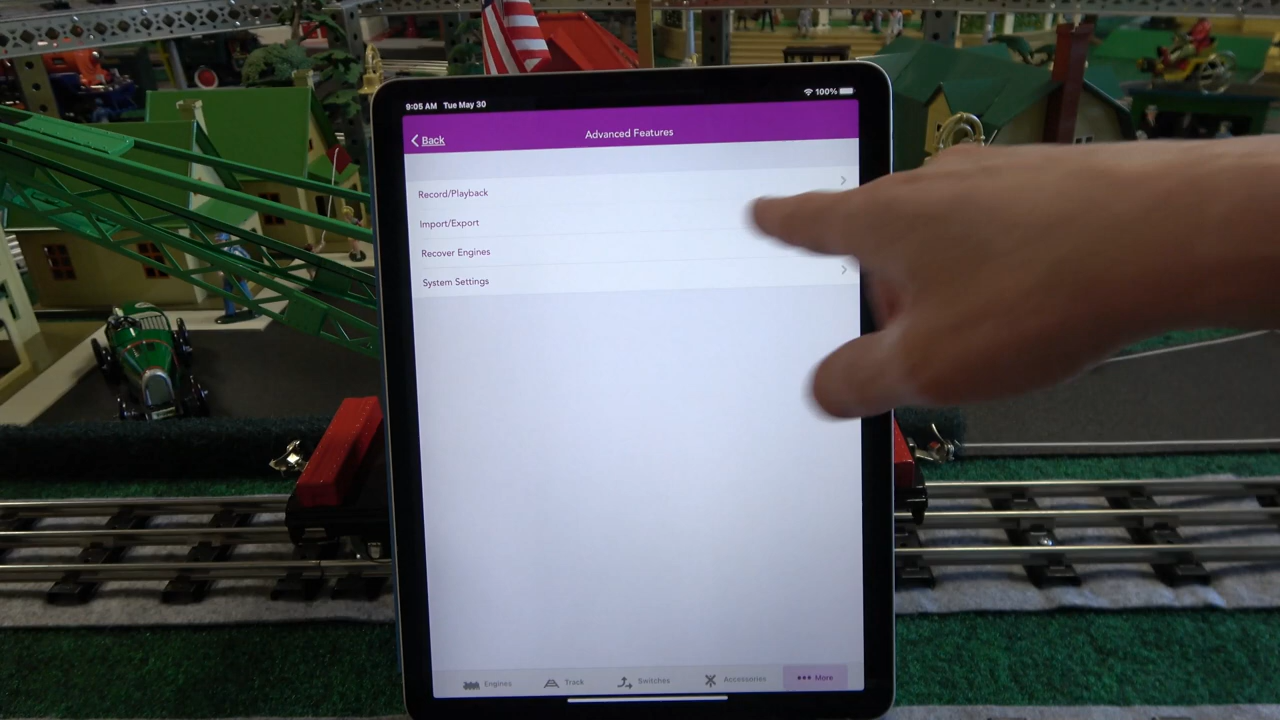 9:05 AM Tue May 30 100%
Back Advanced Features
Record/Playback
Import/Export
Recover Engines
System Settings
Engines Track Switches Accessories More